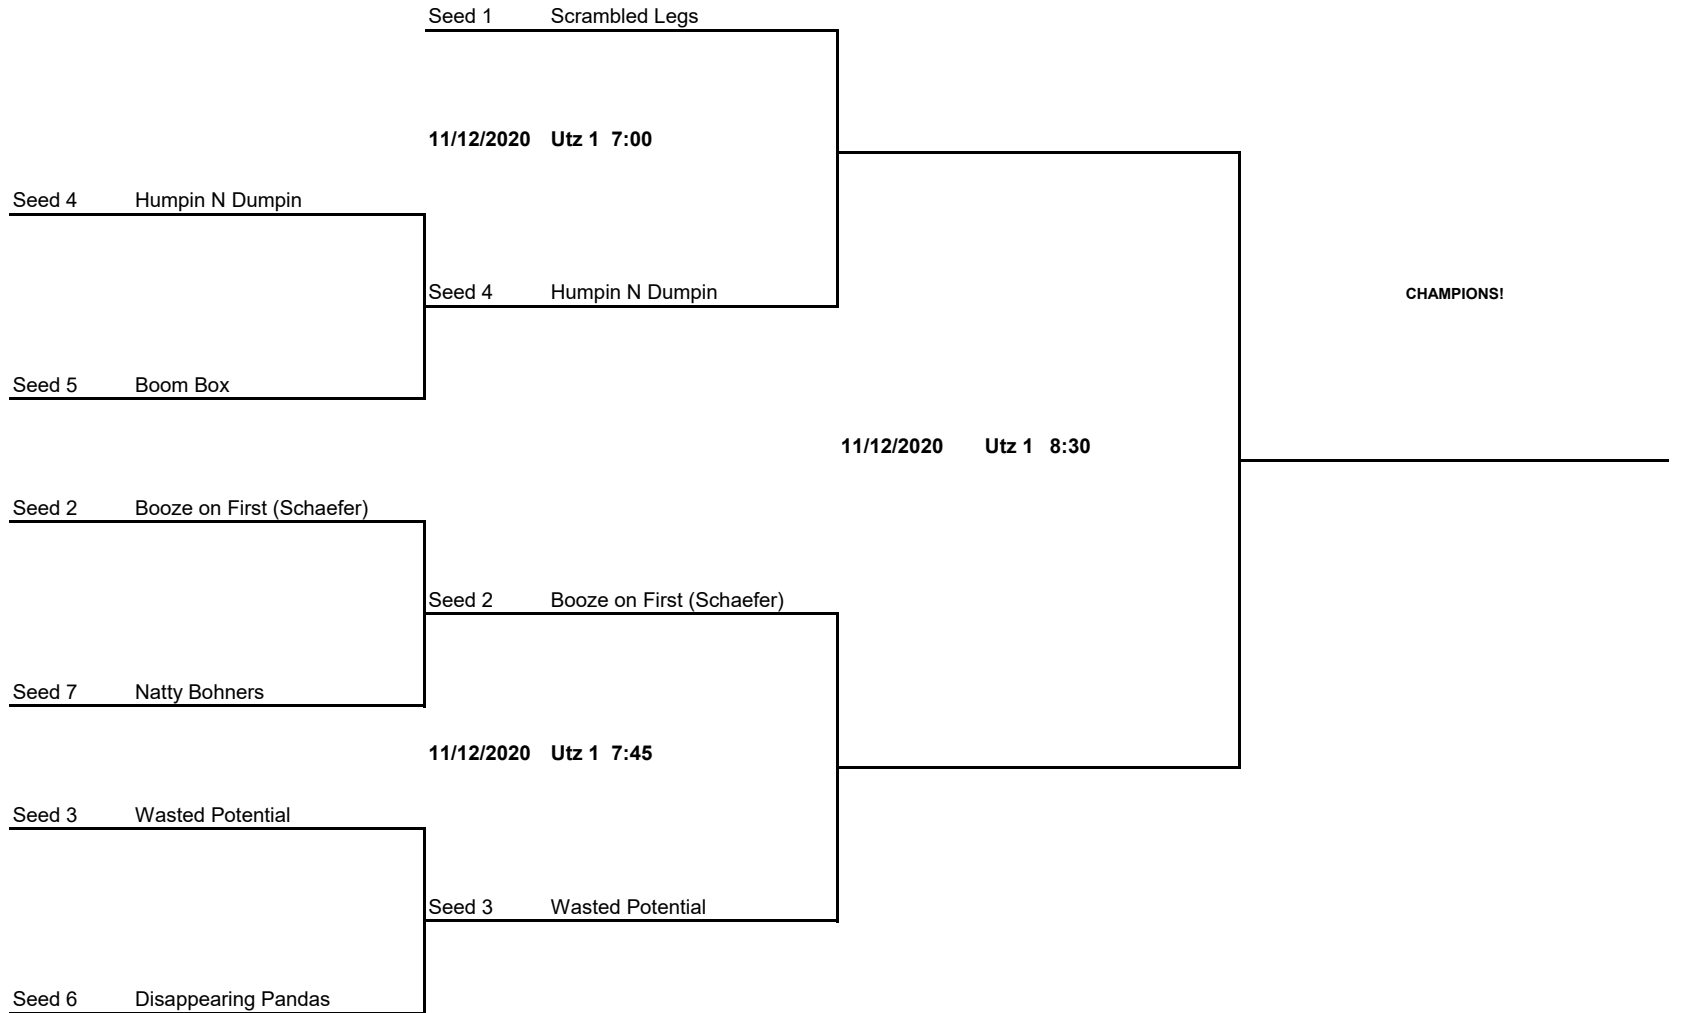 Seed 1 Scrambled Legs
11/12/2020 Utz 1 7:00
Seed 4 Humpin N Dumpin
Seed 4 Humpin N Dumpin
CHAMPIONS!
Seed 5 Boom Box
11/12/2020 Utz 1 8:30
Seed 2 Booze on First (Schaefer)
Seed 2 Booze on First (Schaefer)
Seed 7 Natty Bohners
11/12/2020 Utz 1 7:45
Seed 3 Wasted Potential
Seed 3 Wasted Potential
Seed 6 Disappearing Pandas